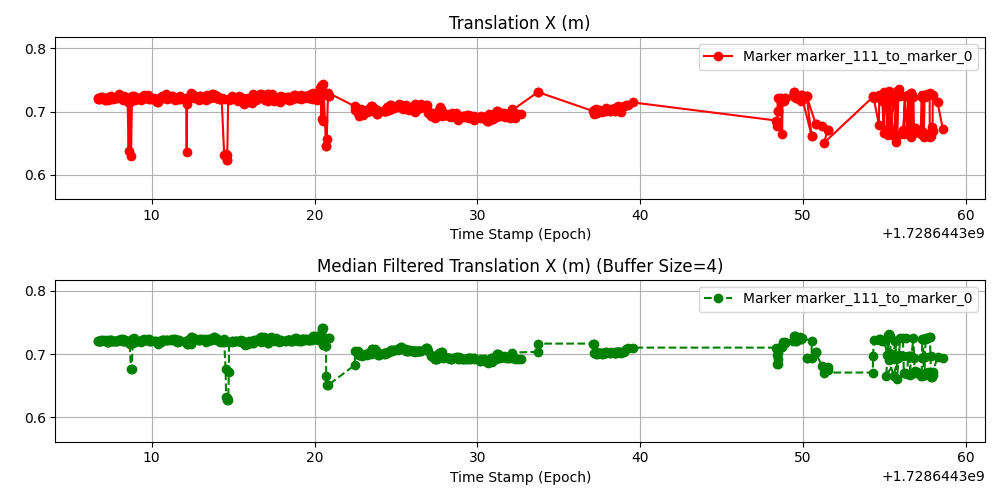 Translation X (m)
Marker marker_111_to_marker_0
0.8
0.7
0.6
10 20 30 40 50 60
Time Stamp (Epoch)
+1.7286443e9
Median Filtered Translation X (m) (Buffer Size=4)
Marker marker_111_to_marker_0
0.8
0.7
0.6
10 20 30 40 50 60
Time Stamp (Epoch)
+1.7286443e9